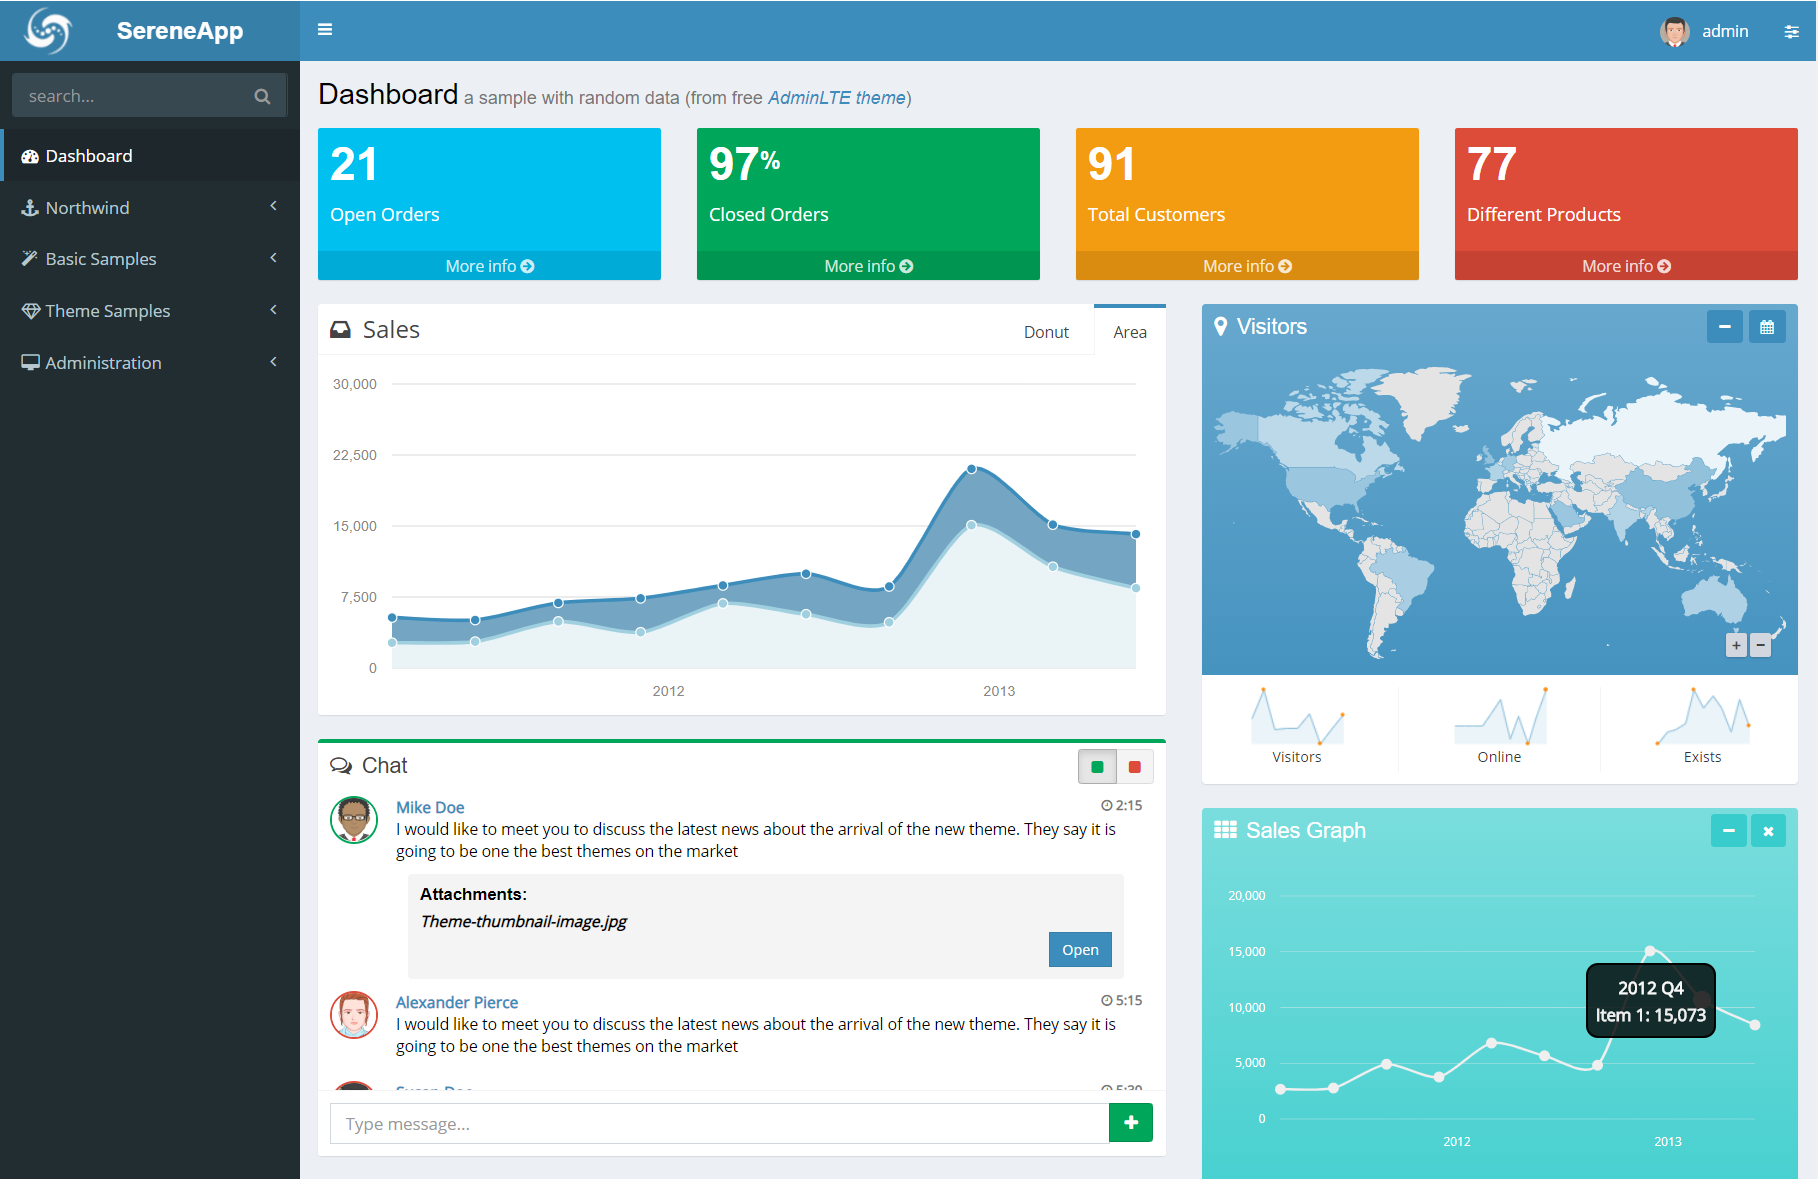 SereneApp
admin
search...
Dashboard
Northwind
Basic Samples
Theme Samples
Administration
Dashboard a sample with random data (from free AdminLTE theme)
21
Open Orders
More info
97%
Closed Orders
More info
91
Total Customers
More info
77
Different Products
More info
Sales
Donut
Area
30,000
22,500
15,000
7,500
0
2012
2013
Visitors
+
−
Visitors
Online
Exists
Chat
Mike Doe
2:15
I would like to meet you to discuss the latest news about the arrival of the new theme. They say it is
going to be one the best themes on the market
Attachments:
Theme-thumbnail-image.jpg
Open
Alexander Pierce
5:15
I would like to meet you to discuss the latest news about the arrival of the new theme. They say it is
going to be one the best themes on the market
Susan Doe
5:30
Type message...
Sales Graph
20,000
15,000
10,000
5,000
0
2012 Q4
Item 1: 15,073
2012
2013